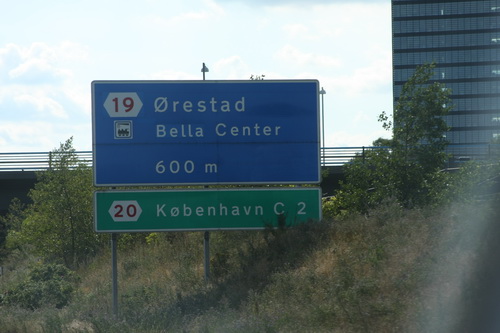 19 Ørestad
Bella Center
600 m
20 København C 2